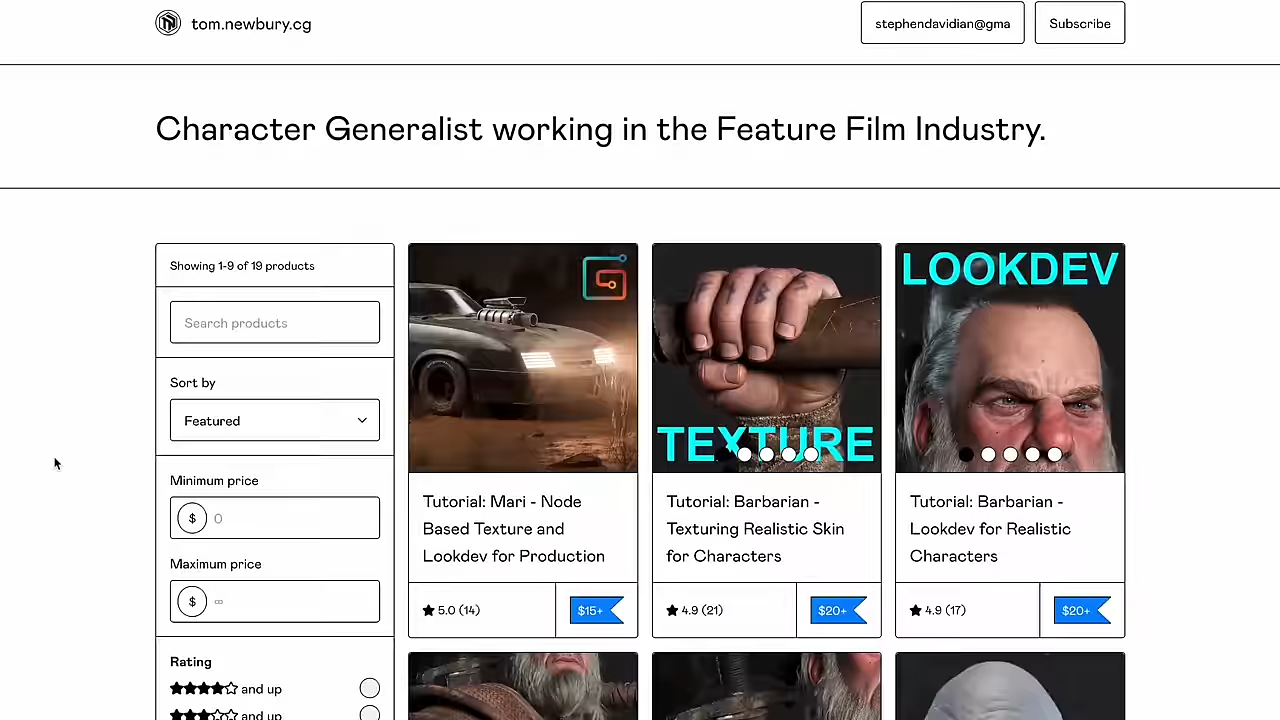 tom.newbury.cg
stephendavidian@gma
Subscribe
Character Generalist working in the Feature Film Industry.
Showing 1-9 of 19 products
Search products
Sort by
Featured
Minimum price
$ 0
Maximum price
$ ∞
Rating
and up
and up
TEXTURE
LOOKDEV
Tutorial: Mari - Node
Based Texture and
Lookdev for Production
5.0 (14)
$15+
Tutorial: Barbarian -
Texturing Realistic Skin
for Characters
4.9 (21)
$20+
Tutorial: Barbarian -
Lookdev for Realistic
Characters
4.9 (17)
$20+